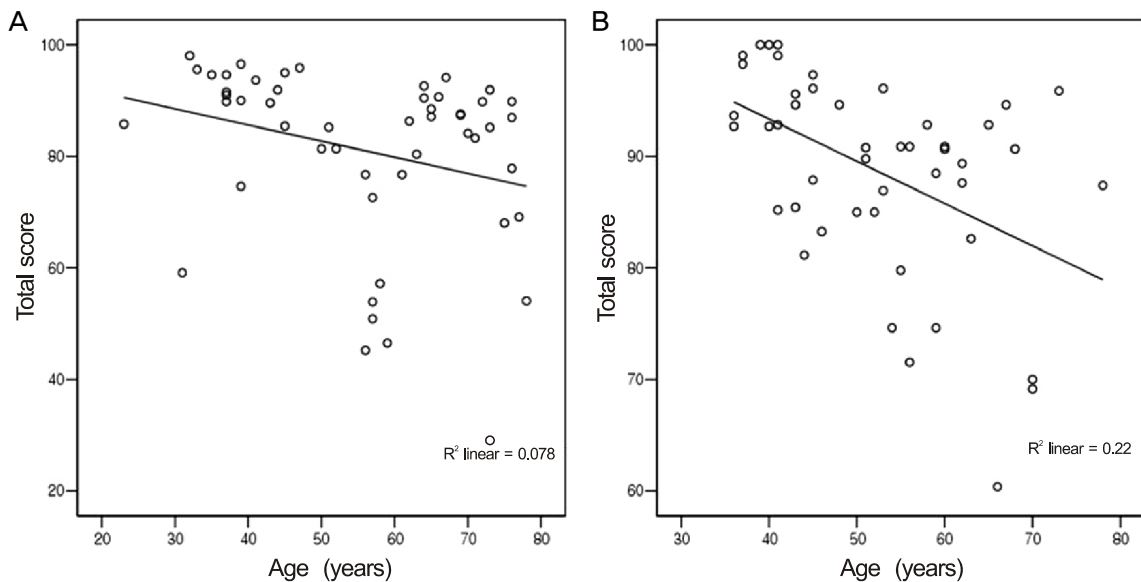 A
Total score
100
80
60
40
20
R² linear = 0.078
20 30 40 50 60 70 80
Age (years)
B
Total score
100
90
80
70
60
R² linear = 0.22
30 40 50 60 70 80
Age (years)